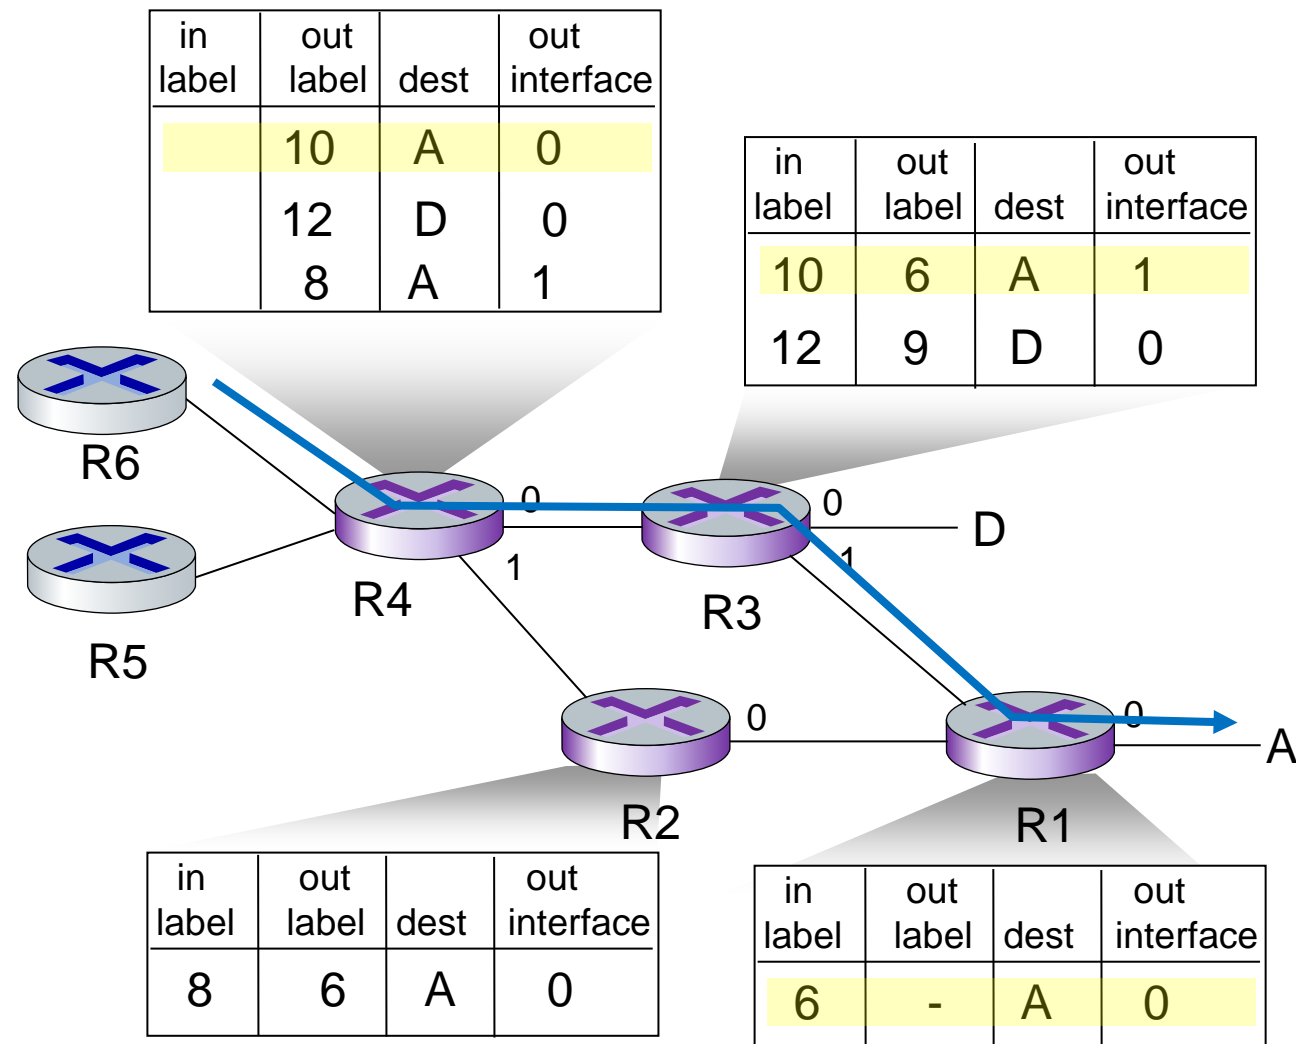 in out out
label label dest interface
10 A 0
12 D 0
8 A 1
in out out
label label dest interface
10 6 A 1
12 9 D 0
R6
0
0
D
1
1
R4
R3
R5
0
0
A
R2
R1
in out out
label label dest interface
8 6 A 0
in out out
label label dest interface
6 - A 0